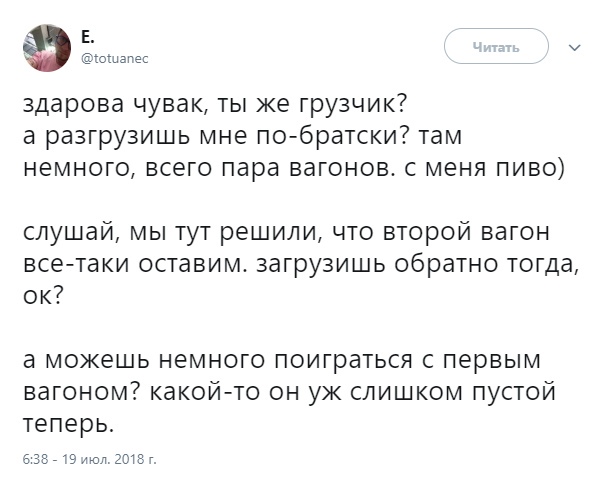 Е.
@totuanec
Читать
здарова чувак, ты же грузчик?
а разгрузишь мне по-братски? там
немного, всего пара вагонов. с меня пиво)
слушай, мы тут решили, что второй вагон
все-таки оставим. загрузишь обратно тогда,
ок?
а можешь немного поиграться с первым
вагоном? какой-то он уж слишком пустой
теперь.
6:38 - 19 июл. 2018 г.